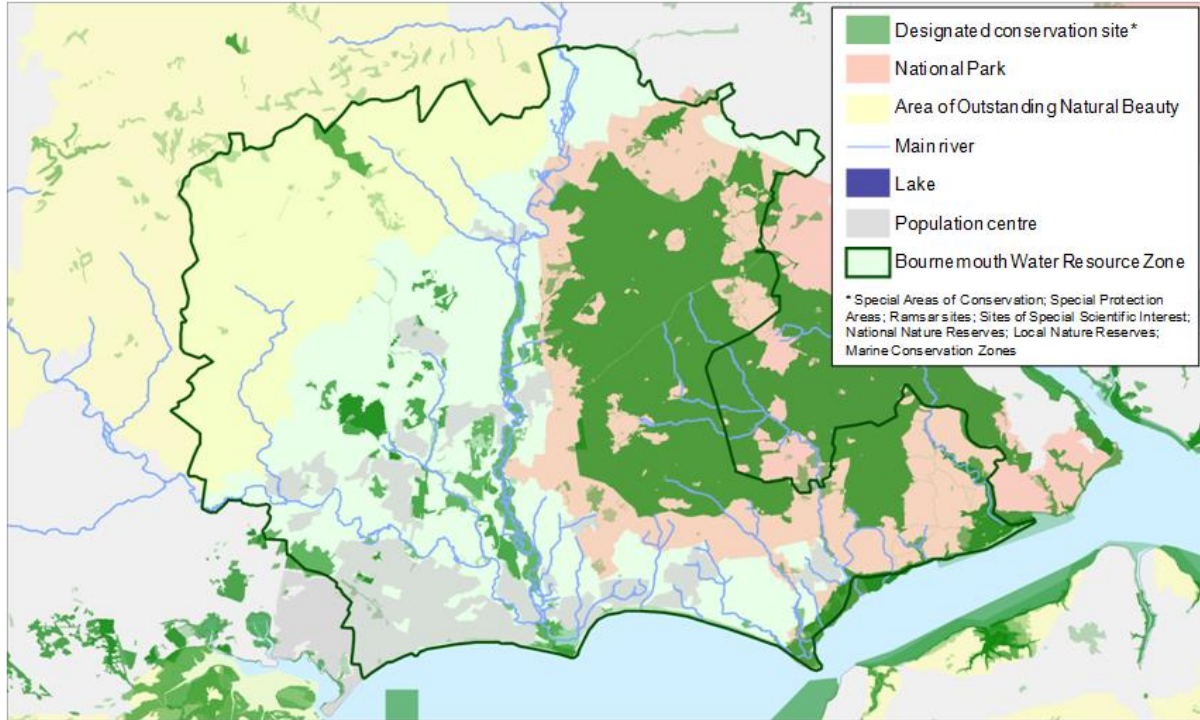 Designated conservation site*
National Park
Area of Outstanding Natural Beauty
Main river
Lake
Population centre
Bournemouth Water Resource Zone
* Special Areas of Conservation; Special Protection
Areas; Ramsar sites; Sites of Special Scientific Interest;
National Nature Reserves; Local Nature Reserves;
Marine Conservation Zones